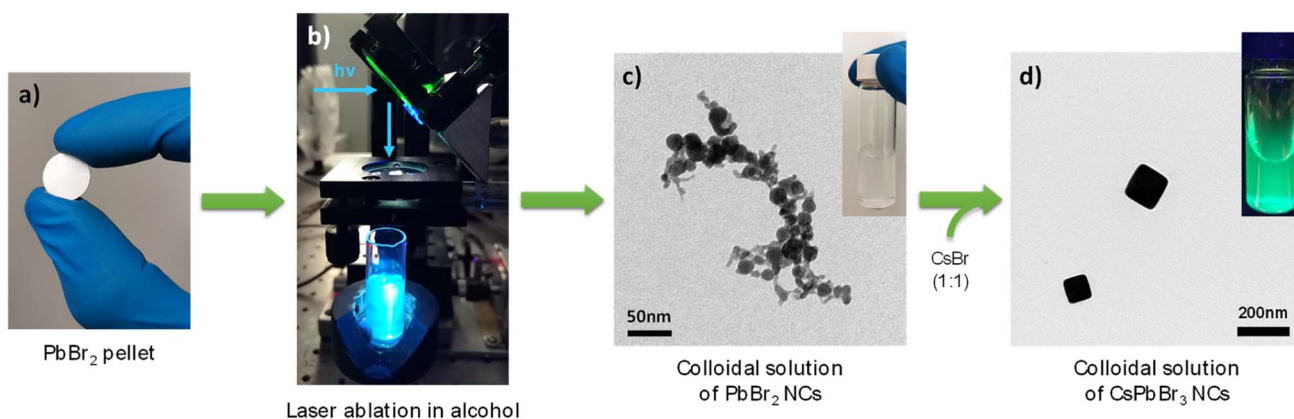 a)
PbBr₂ pellet
b)
hv
Laser ablation in alcohol
c)
50nm
Colloidal solution
of PbBr₂ NCs
CsBr
(1:1)
d)
200nm
Colloidal solution
of CsPbBr₃ NCs